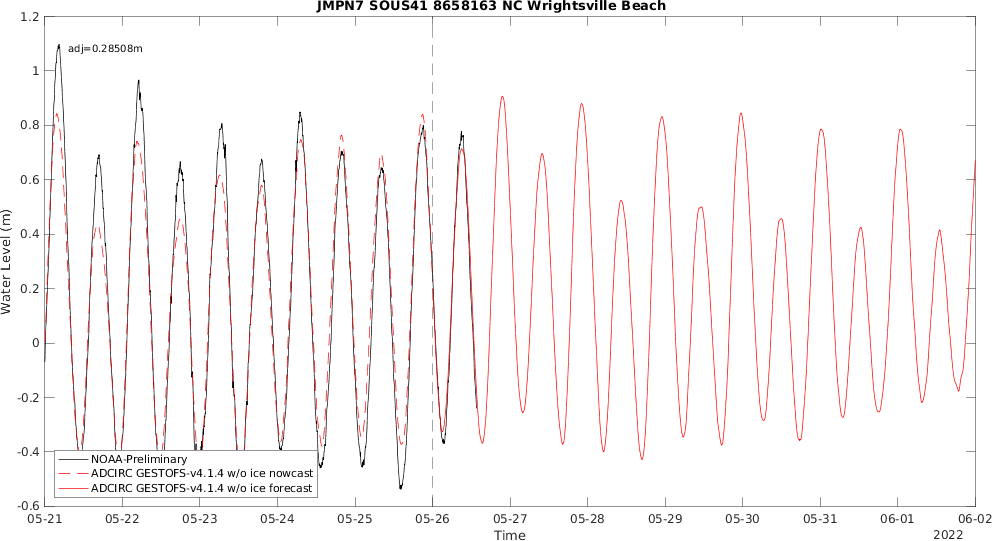 JMPN7 SOUS41 8658163 NC Wrightsville Beach
1.2
adj=0.28508m
1
0.8
0.6
0.4
Water Level (m)
0.2
0
-0.2
-0.4
NOAA-Preliminary
ADCIRC GESTOFS-v4.1.4 w/o ice nowcast
ADCIRC GESTOFS-v4.1.4 w/o ice forecast
-0.6
05-21 05-22 05-23 05-24 05-25 05-26 05-27 05-28 05-29 05-30 05-31 06-01 06-02
Time
2022